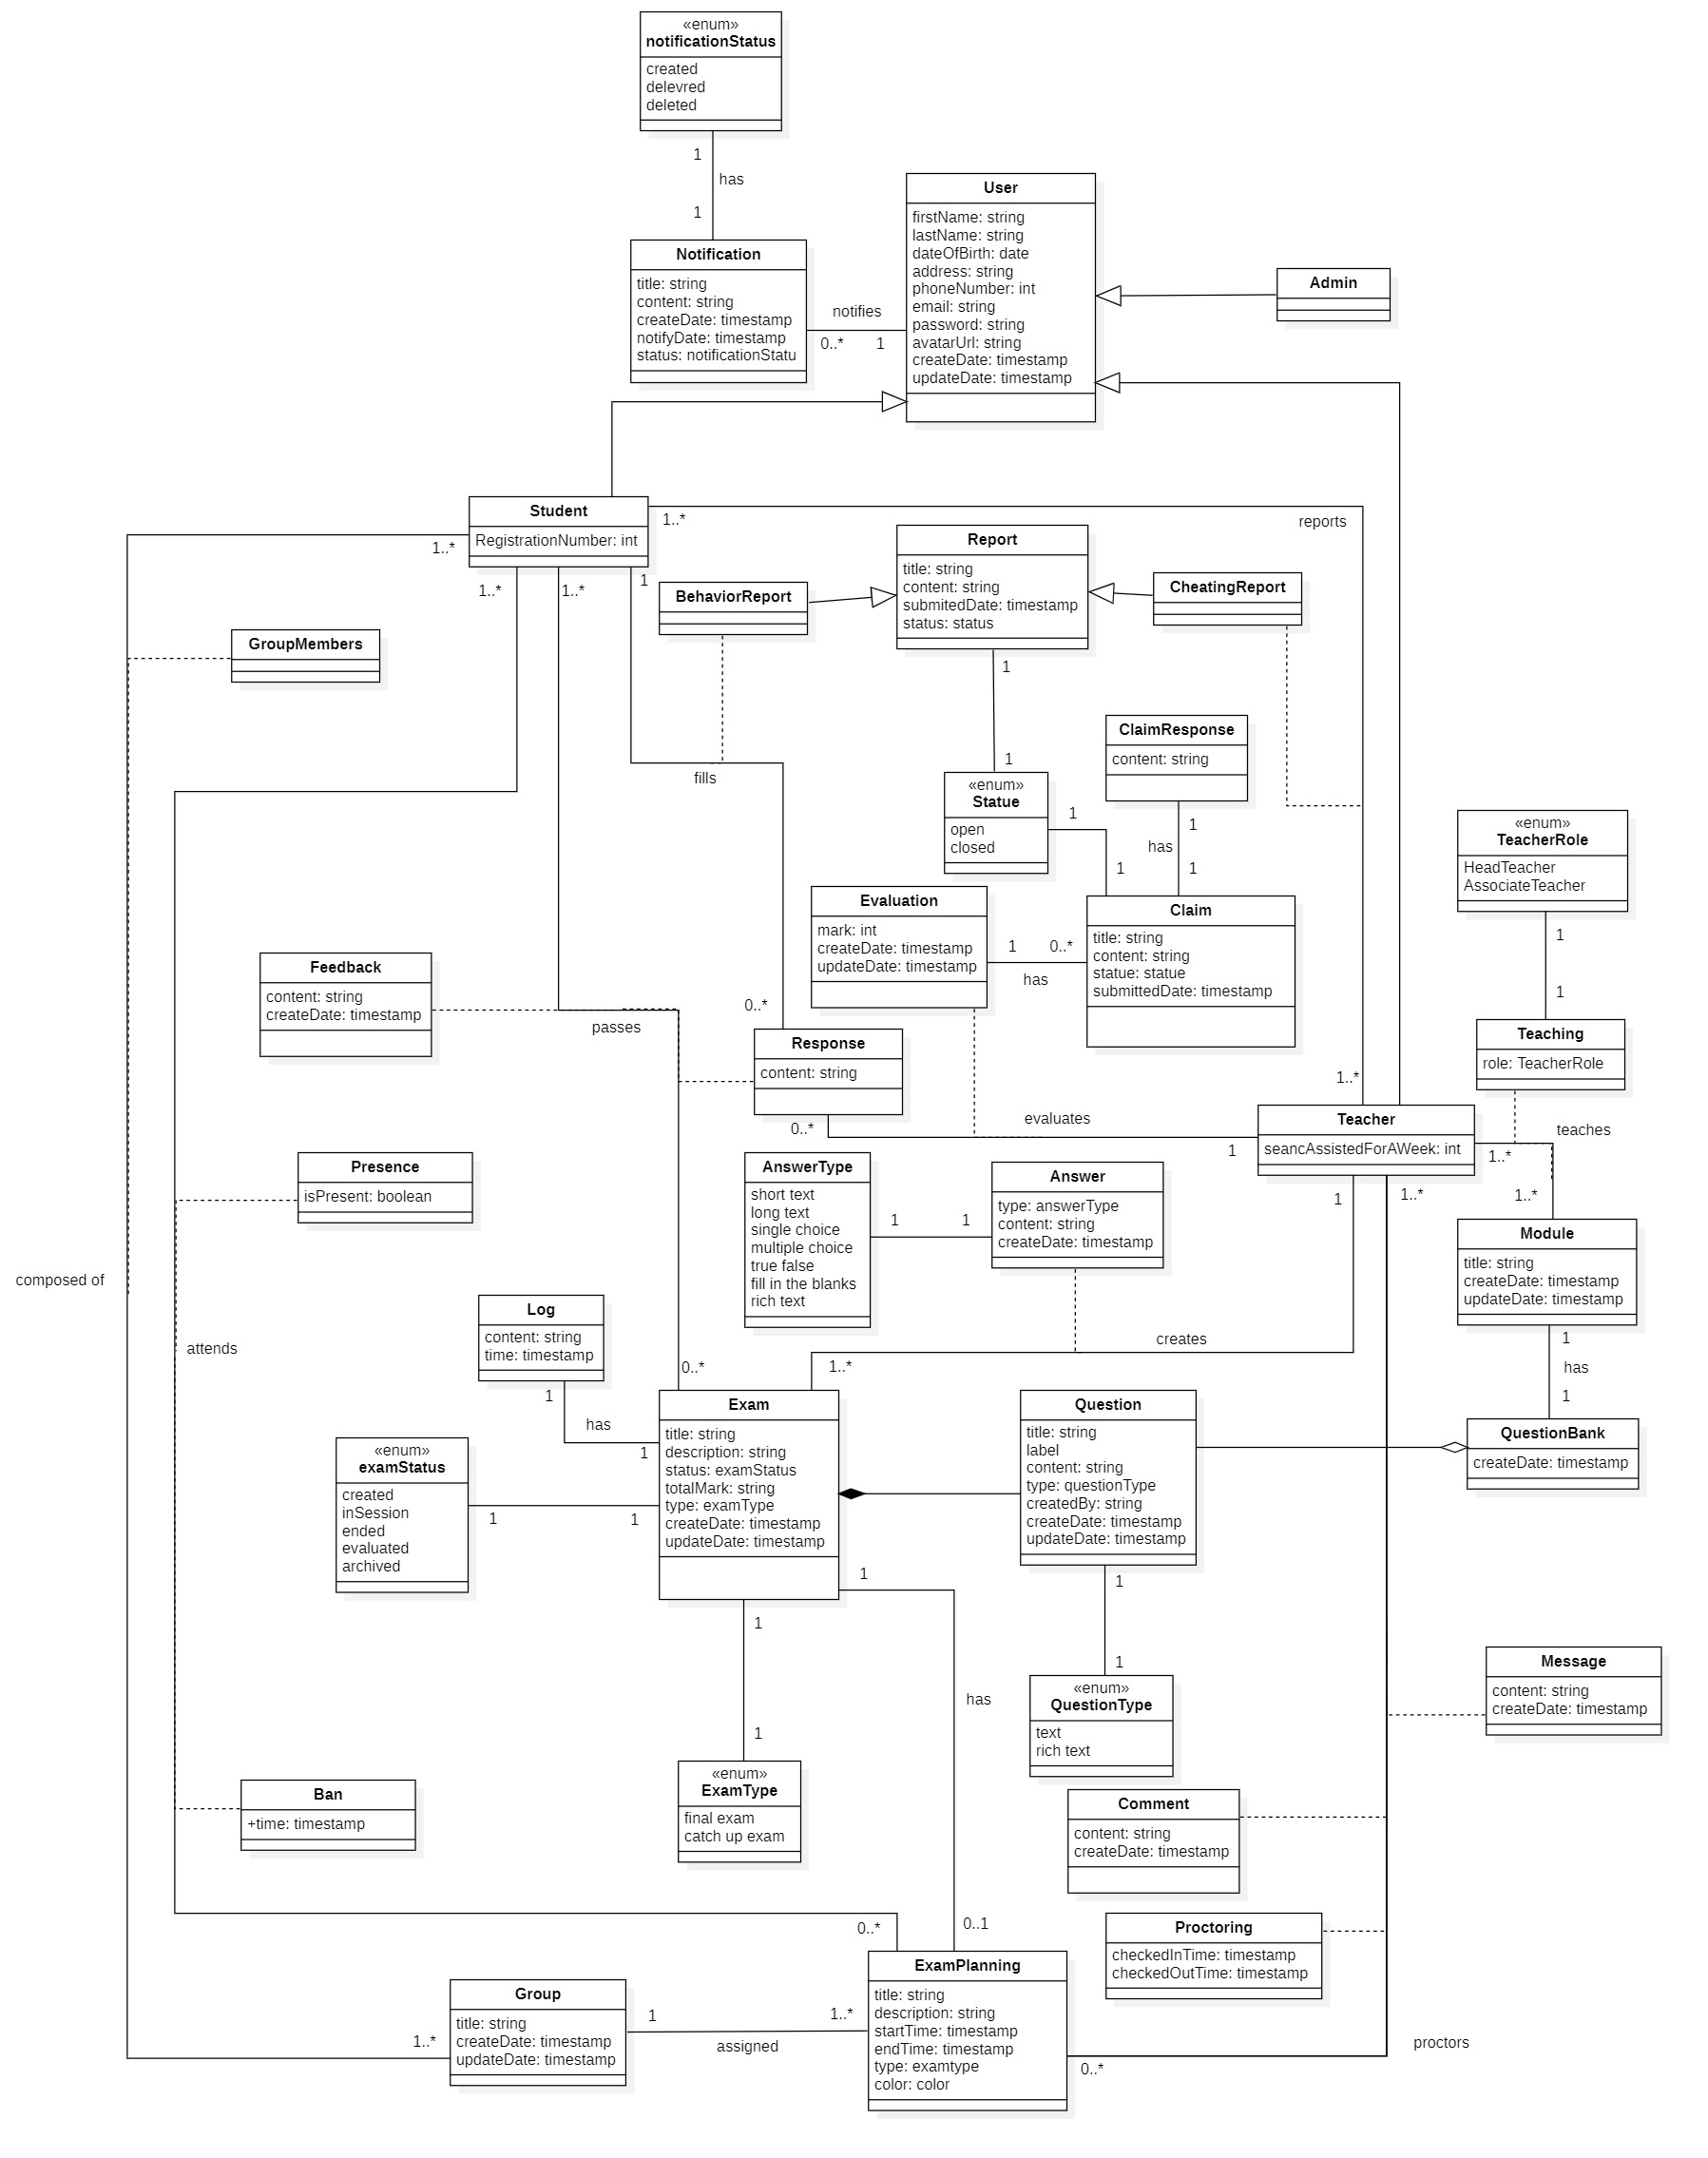 «enum»
notificationStatus
created
delevred
deleted
1
has
1
Notification
title: string
content: string
createDate: timestamp
notifyDate: timestamp
status: notificationStatu
notifies
0..*
1
User
firstName: string
lastName: string
dateOfBirth: date
address: string
phoneNumber: int
email: string
password: string
avatarUrl: string
createDate: timestamp
updateDate: timestamp
Admin
Student
RegistrationNumber: int
1..*
1..*
1..*
1..*
1
reports
Report
title: string
content: string
submitedDate: timestamp
status: status
BehaviorReport
CheatingReport
GroupMembers
1
1
fills
ClaimResponse
content: string
«enum»
Statue
open
closed
1
1
1
has
1
«enum»
TeacherRole
HeadTeacher
AssociateTeacher
1
1
Evaluation
mark: int
createDate: timestamp
updateDate: timestamp
1
0..*
has
Claim
title: string
content: string
statue: statue
submittedDate: timestamp
Feedback
content: string
createDate: timestamp
passes
0..*
Response
content: string
0..*
Teaching
role: TeacherRole
1..*
evaluates
1
Teacher
seancAssistedForAWeek: int
teaches
1..*
1..*
1
1..*
Presence
isPresent: boolean
AnswerType
short text
long text
single choice
multiple choice
true false
fill in the blanks
rich text
1
1
Answer
type: answerType
content: string
createDate: timestamp
Module
title: string
createDate: timestamp
updateDate: timestamp
composed of
attends
Log
content: string
time: timestamp
1
has
1
0..*
1..*
creates
1
has
1
Exam
title: string
description: string
status: examStatus
totalMark: string
type: examType
createDate: timestamp
updateDate: timestamp
Question
title: string
label
content: string
type: questionType
createdBy: string
createDate: timestamp
updateDate: timestamp
QuestionBank
createDate: timestamp
«enum»
examStatus
created
inSession
ended
evaluated
archived
1
1
1
1
1
1
«enum»
QuestionType
text
rich text
has
1
Message
content: string
createDate: timestamp
«enum»
ExamType
final exam
catch up exam
Ban
+time: timestamp
Comment
content: string
createDate: timestamp
Proctoring
checkedInTime: timestamp
checkedOutTime: timestamp
0..*
0..1
ExamPlanning
title: string
description: string
startTime: timestamp
endTime: timestamp
type: examtype
color: color
Group
title: string
createDate: timestamp
updateDate: timestamp
1..*
1
1..*
assigned
0..*
proctors